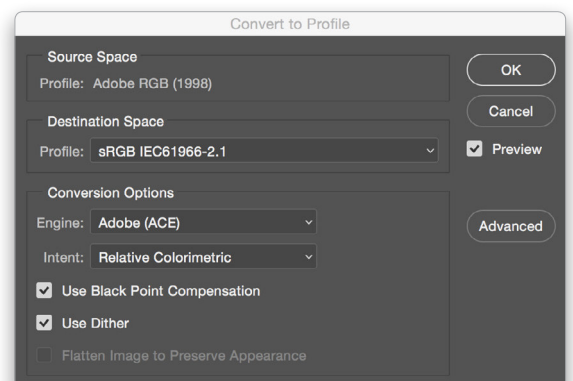 Convert to Profile
Source Space
Profile: Adobe RGB (1998)
Destination Space
Profile: sRGB IEC61966-2.1
Conversion Options
Engine: Adobe (ACE)
Intent: Relative Colorimetric
Use Black Point Compensation
Use Dither
Flatten Image to Preserve Appearance
OK
Cancel
Preview
Advanced